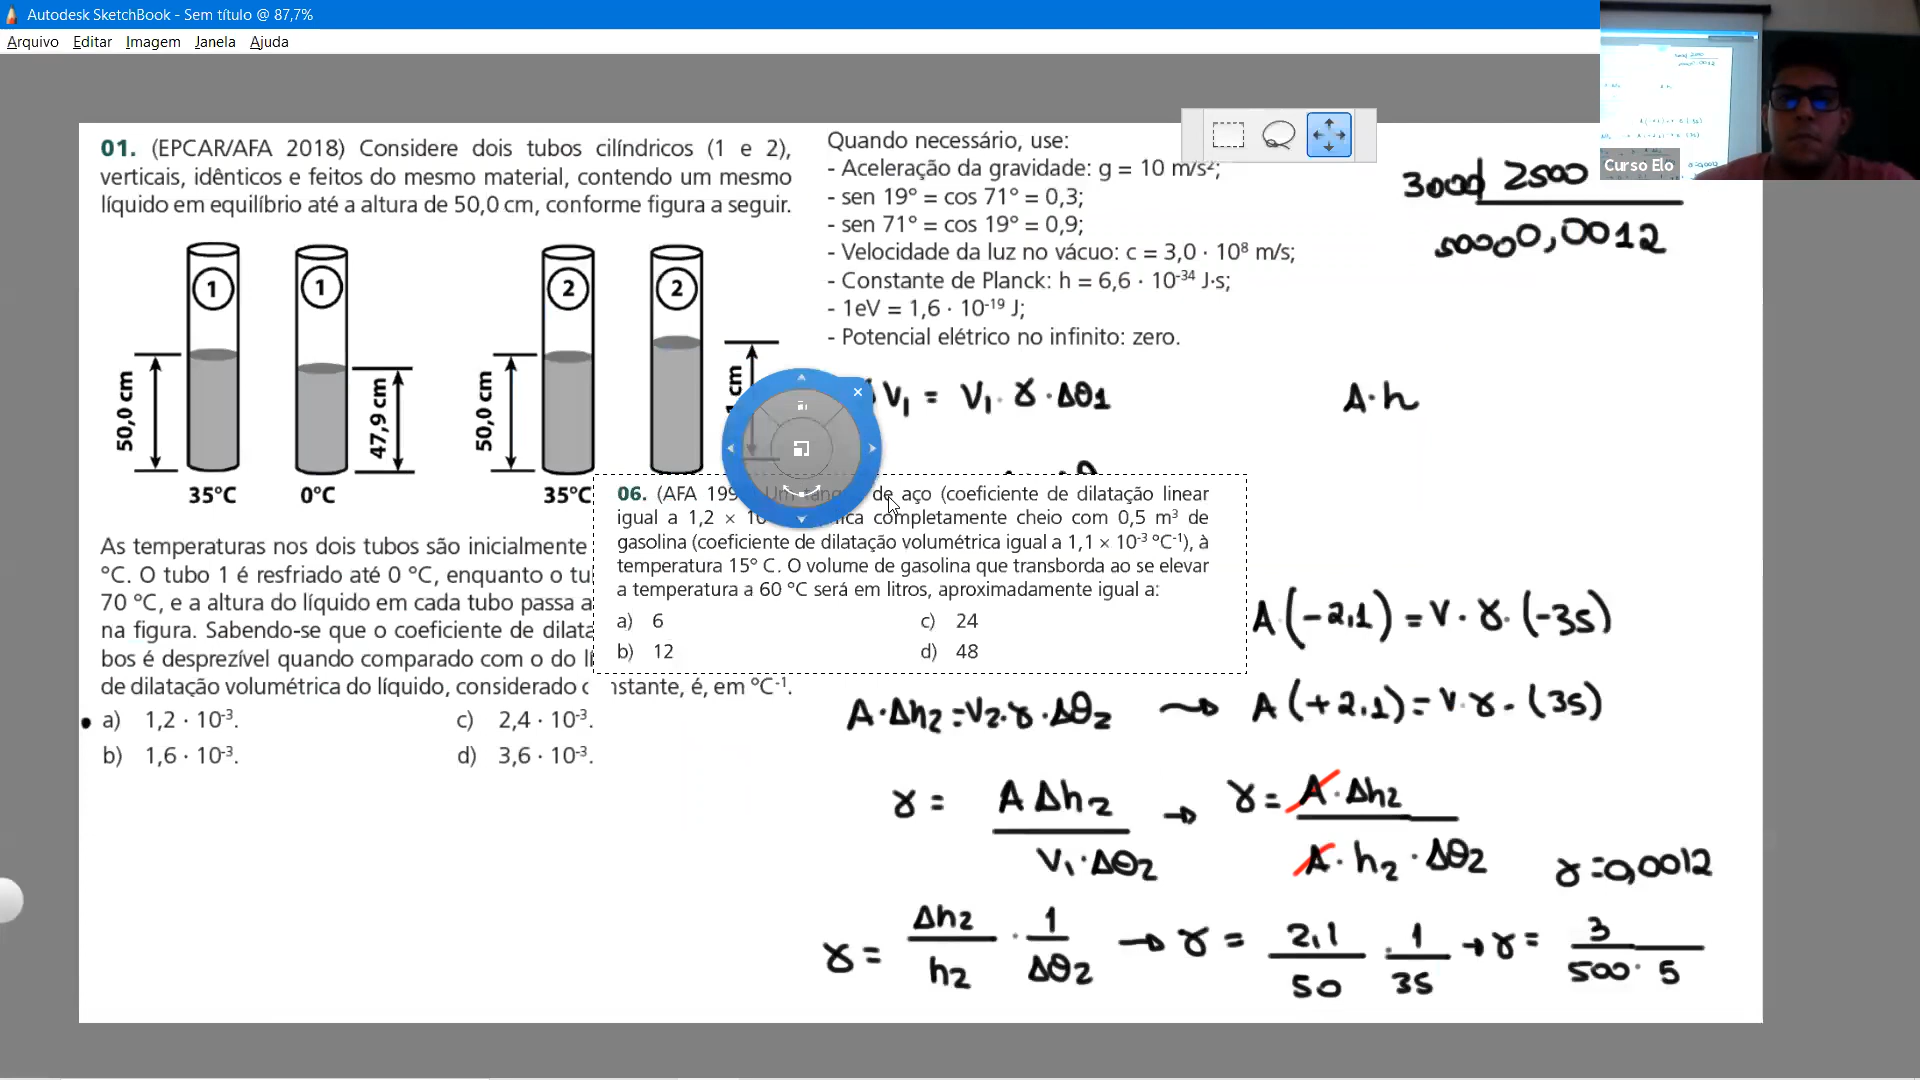 Autodesk SketchBook - Sem título @ 87,7%
Arquivo Editar Imagem Janela Ajuda
Curso Elo
01. (EPCAR/AFA 2018) Considere dois tubos cilíndricos (1 e 2),
verticais, idênticos e feitos do mesmo material, contendo um mesmo
líquido em equilíbrio até a altura de 50,0 cm, conforme figura a seguir.
1 1 2 2
50,0 cm 47,9 cm 50,0 cm cm
35°C 0°C 35°C
As temperaturas nos dois tubos são inicialmente
°C. O tubo 1 é resfriado até 0 °C, enquanto o tu
70 °C, e a altura do líquido em cada tubo passa a
na figura. Sabendo-se que o coeficiente de dilata
bos é desprezível quando comparado com o do lí
de dilatação volumétrica do líquido, considerado c nstante, é, em °C⁻¹.
a) 1,2 · 10⁻³. c) 2,4 · 10⁻³.
b) 1,6 · 10⁻³. d) 3,6 · 10⁻³.
Quando necessário, use:
- Aceleração da gravidade: g = 10 m/s²;
- sen 19° = cos 71° = 0,3;
- sen 71° = cos 19° = 0,9;
- Velocidade da luz no vácuo: c = 3,0 · 10⁸ m/s;
- Constante de Planck: h = 6,6 · 10⁻³⁴ J·s;
- 1eV = 1,6 · 10⁻¹⁹ J;
- Potencial elétrico no infinito: zero.
3000 2500
50000 0,0012
V₁ = V₁ · γ · Δθ1
A · h
06. (AFA 199 Um tanque de aço (coeficiente de dilatação linear
igual a 1,2 × 10 ca completamente cheio com 0,5 m³ de
gasolina (coeficiente de dilatação volumétrica igual a 1,1 × 10⁻³ °C⁻¹), à
temperatura 15° C. O volume de gasolina que transborda ao se elevar
a temperatura a 60 °C será em litros, aproximadamente igual a:
a) 6 c) 24
b) 12 d) 48
A (-2,1) = V · γ · (-35)
A · Δh₂ = V₂ · γ · Δθ₂ → A (+2,1) = V · γ · (35)
γ = A Δh₂ / V₁ · Δθ₂ → γ = A · Δh₂ / A · h₂ · Δθ₂
γ = 0,0012
γ = Δh₂ / h₂ · 1 / Δθ₂ → γ = 2,1 / 50 · 1 / 35 → γ = 3 / 500 · 5